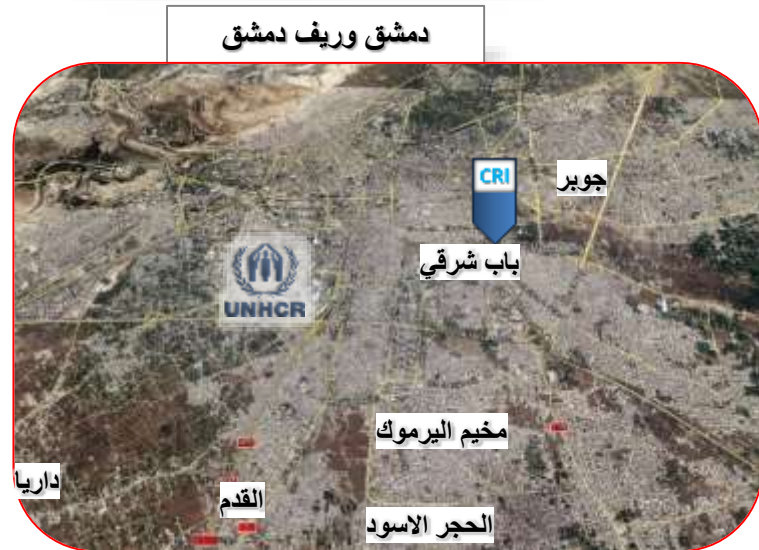 دمشق وريف دمشق
CRI
جوبر
باب شرقي
UNHCR
مخيم اليرموك
داريا
القدم
الحجر الاسود